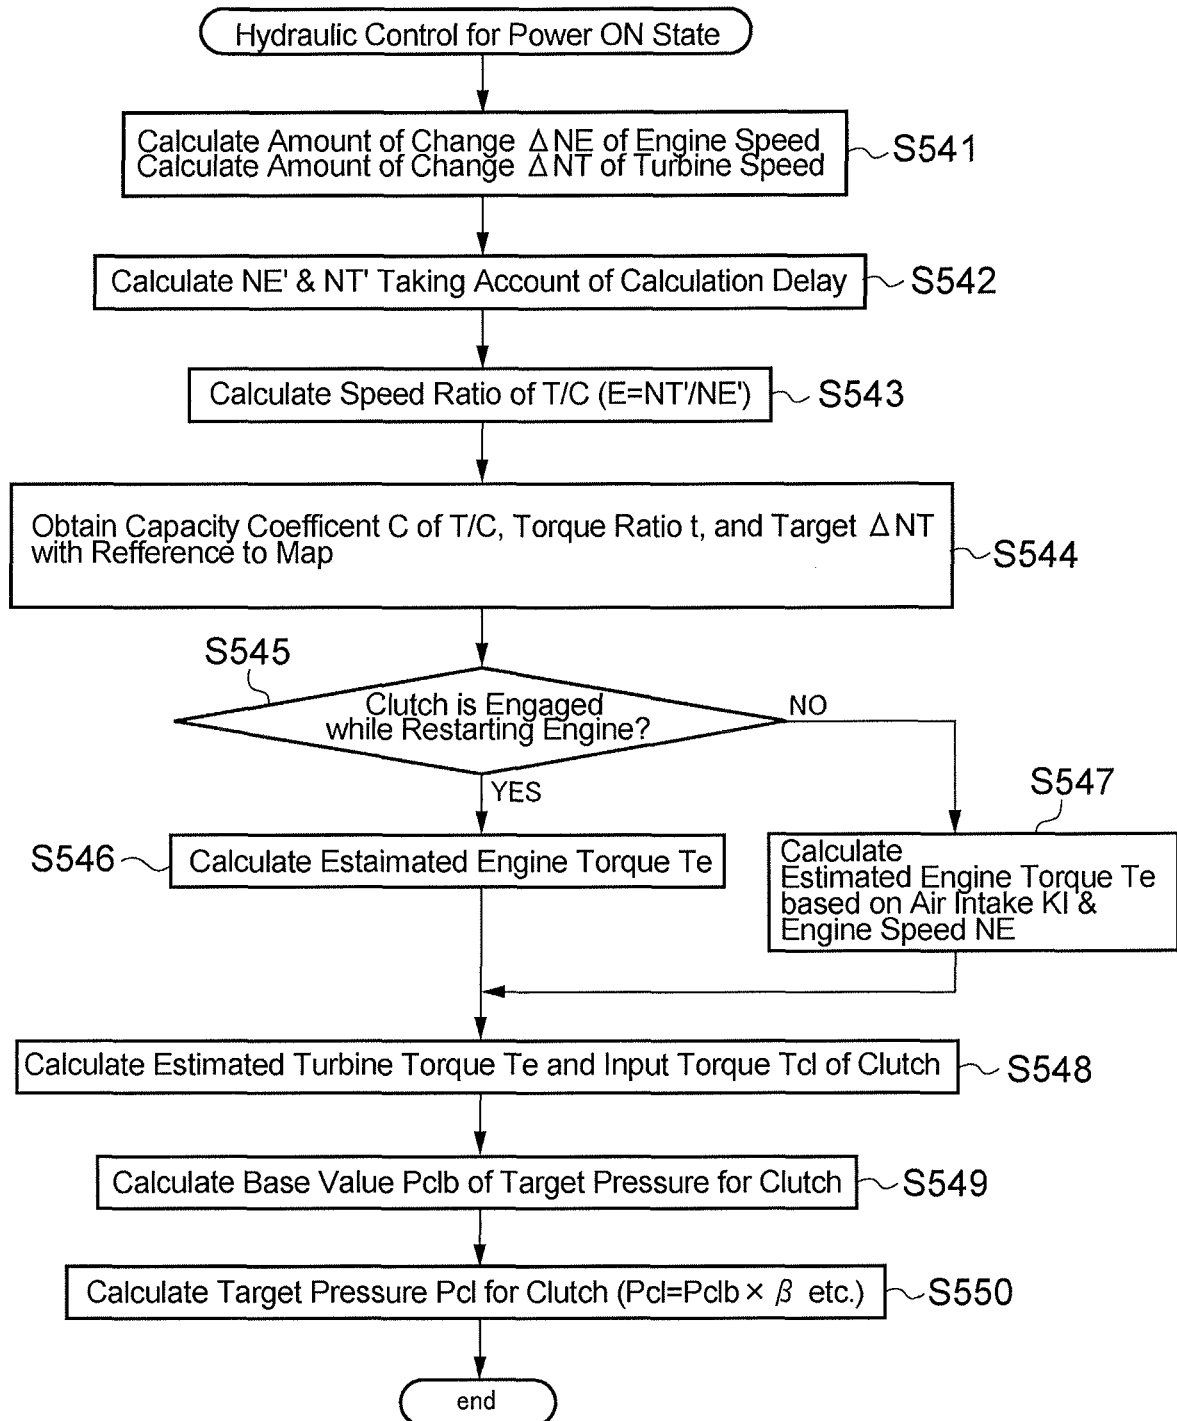 Hydraulic Control for Power ON State
Calculate Amount of Change ΔNE of Engine Speed
Calculate Amount of Change ΔNT of Turbine Speed
S541
Calculate NE' & NT' Taking Account of Calculation Delay
S542
Calculate Speed Ratio of T/C (E=NT'/NE')
S543
Obtain Capacity Coefficent C of T/C, Torque Ratio t, and Target ΔNT
with Refference to Map
S544
S545
Clutch is Engaged
while Restarting Engine?
NO
YES
S546
Calculate Estaimated Engine Torque Te
S547
Calculate
Estimated Engine Torque Te
based on Air Intake KI &
Engine Speed NE
Calculate Estimated Turbine Torque Te and Input Torque Tcl of Clutch
S548
Calculate Base Value Pclb of Target Pressure for Clutch
S549
Calculate Target Pressure Pcl for Clutch (Pcl=Pclb × β etc.)
S550
end